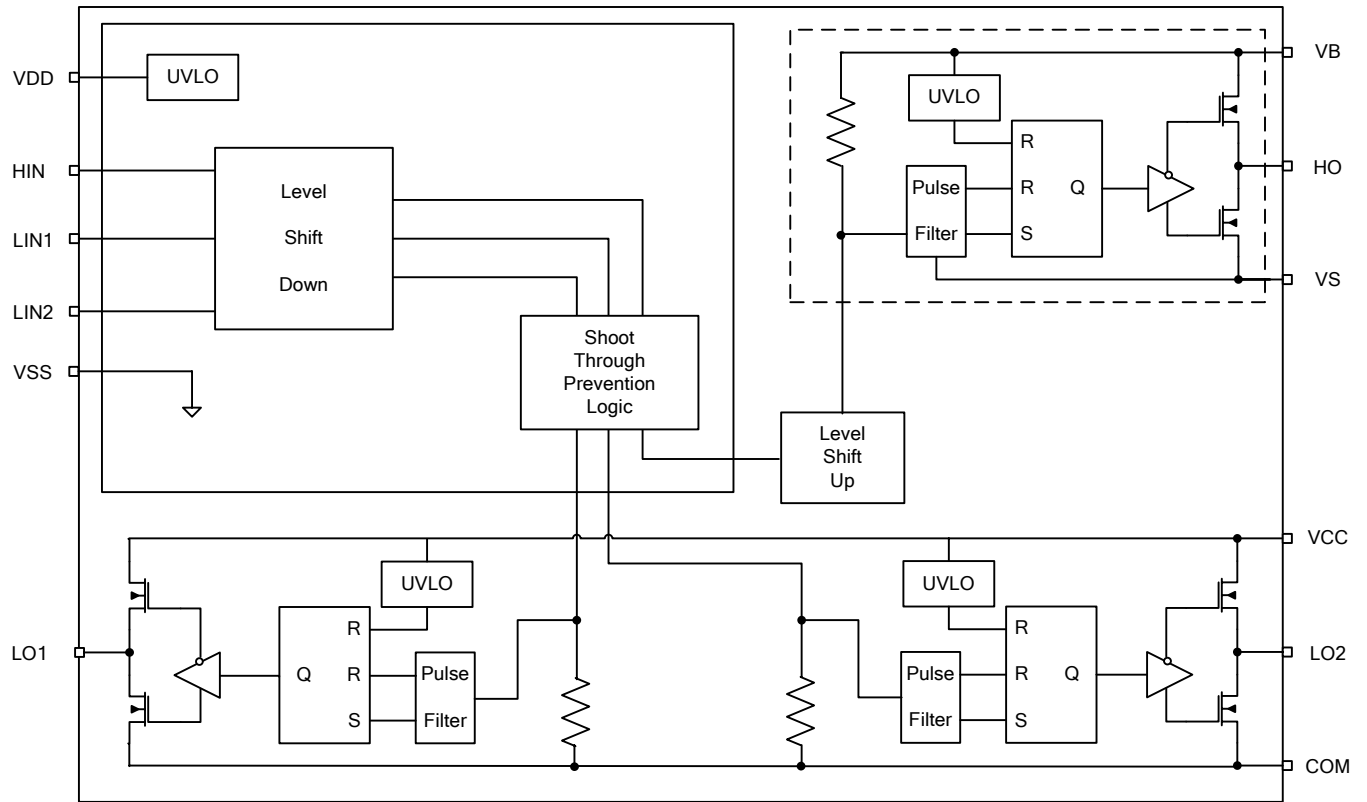 VDD
UVLO
HIN
LIN1
LIN2
VSS
Level
Shift
Down
Shoot
Through
Prevention
Logic
Level
Shift
Up
VB
UVLO
R
Pulse
R
Q
Filter
S
HO
VS
VCC
UVLO
R
Q
R
Pulse
S
Filter
LO1
UVLO
R
Pulse
R
Q
Filter
S
LO2
COM